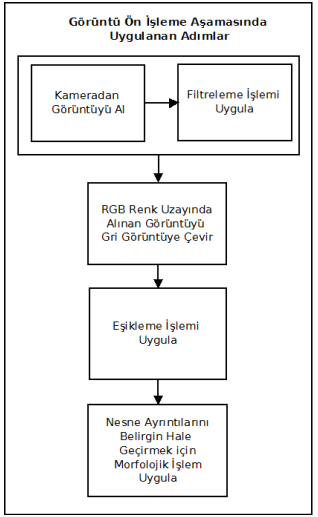 Görüntü Ön İşleme Aşamasında
Uygulanan Adımlar
Kameradan
Görüntüyü Al
Filtreleme İşlemi
Uygula
RGB Renk Uzayında
Alınan Görüntüyü
Gri Görüntüye Çevir
Eşikleme İşlemi
Uygula
Nesne Ayrıntılarını
Belirgin Hale
Geçirmek için
Morfolojik İşlem
Uygula